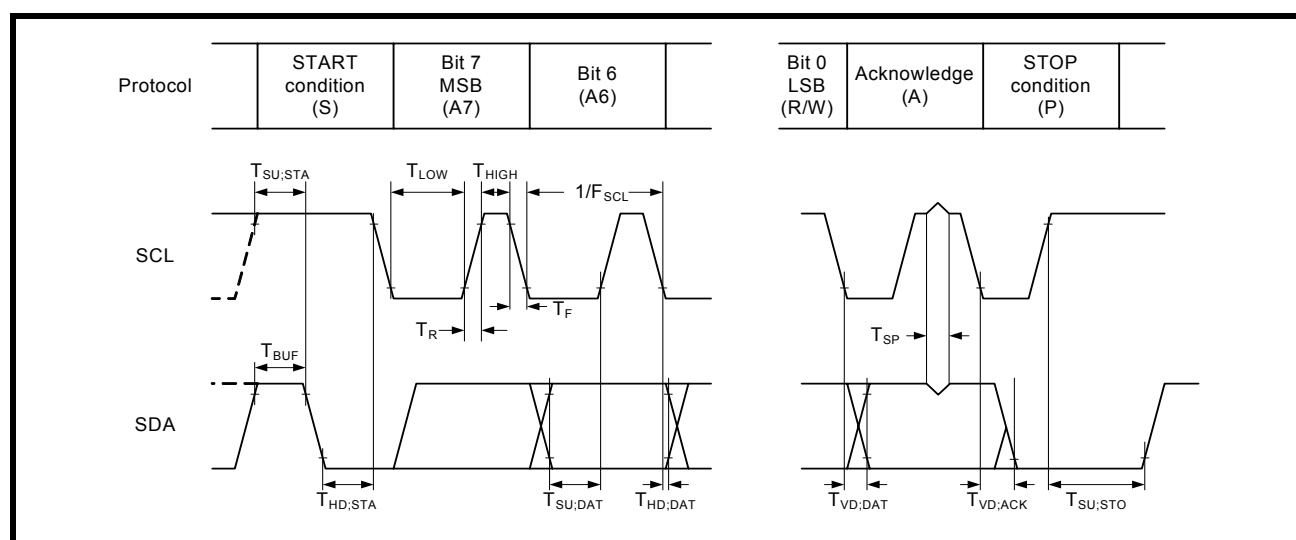 Protocol
START
condition
(S)
Bit 7
MSB
(A7)
Bit 6
(A6)
Bit 0
LSB
(R/W)
Acknowledge
(A)
STOP
condition
(P)
TSU;STA
TLOW
THIGH
1/FSCL
SCL
TF
TR
TSP
TBUF
SDA
THD;STA
TSU;DAT
THD;DAT
TVD;DAT
TVD;ACK
TSU;STO